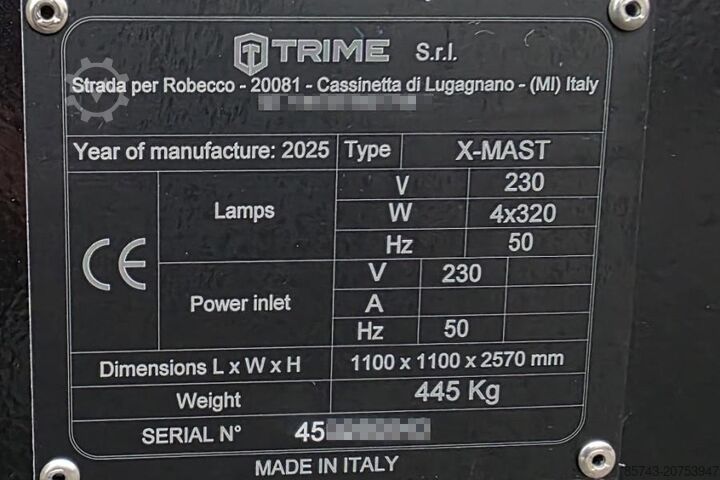 TRIME S.r.l.
Strada per Robecco - 20081 - Cassinetta di Lugagnano - (MI) Italy
Year of manufacture: 2025 Type X-MAST
Lamps V 230
W 4x320
Hz 50
CE
Power inlet V 230
A
Hz 50
Dimensions L x W x H 1100 x 1100 x 2570 mm
Weight 445 Kg
SERIAL N° 45
MADE IN ITALY
85743-20753947